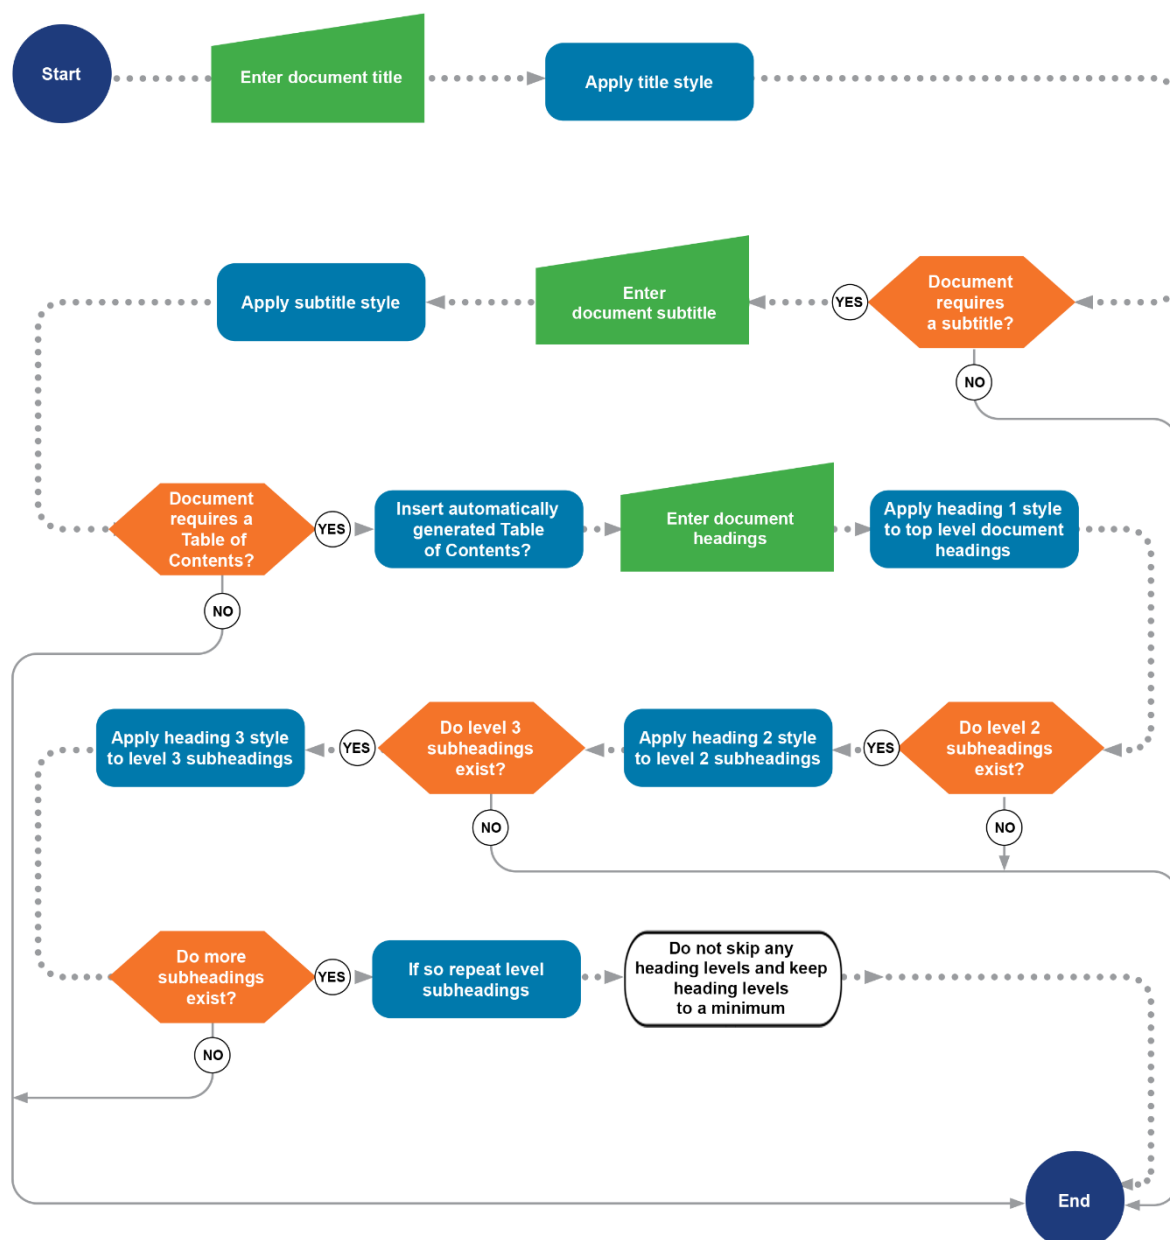 Start
Enter document title
Apply title style
Document
requires
a subtitle?
YES
Enter
document subtitle
Apply subtitle style
NO
Document
requires a
Table of
Contents?
YES
Insert automatically
generated Table
of Contents?
Enter document
headings
Apply heading 1 style
to top level document
headings
NO
Do level 2
subheadings
exist?
YES
Apply heading 2 style
to level 2 subheadings
Do level 3
subheadings
exist?
YES
Apply heading 3 style
to level 3 subheadings
NO
NO
Do more
subheadings
exist?
YES
If so repeat level
subheadings
Do not skip any
heading levels and keep
heading levels
to a minimum
NO
End